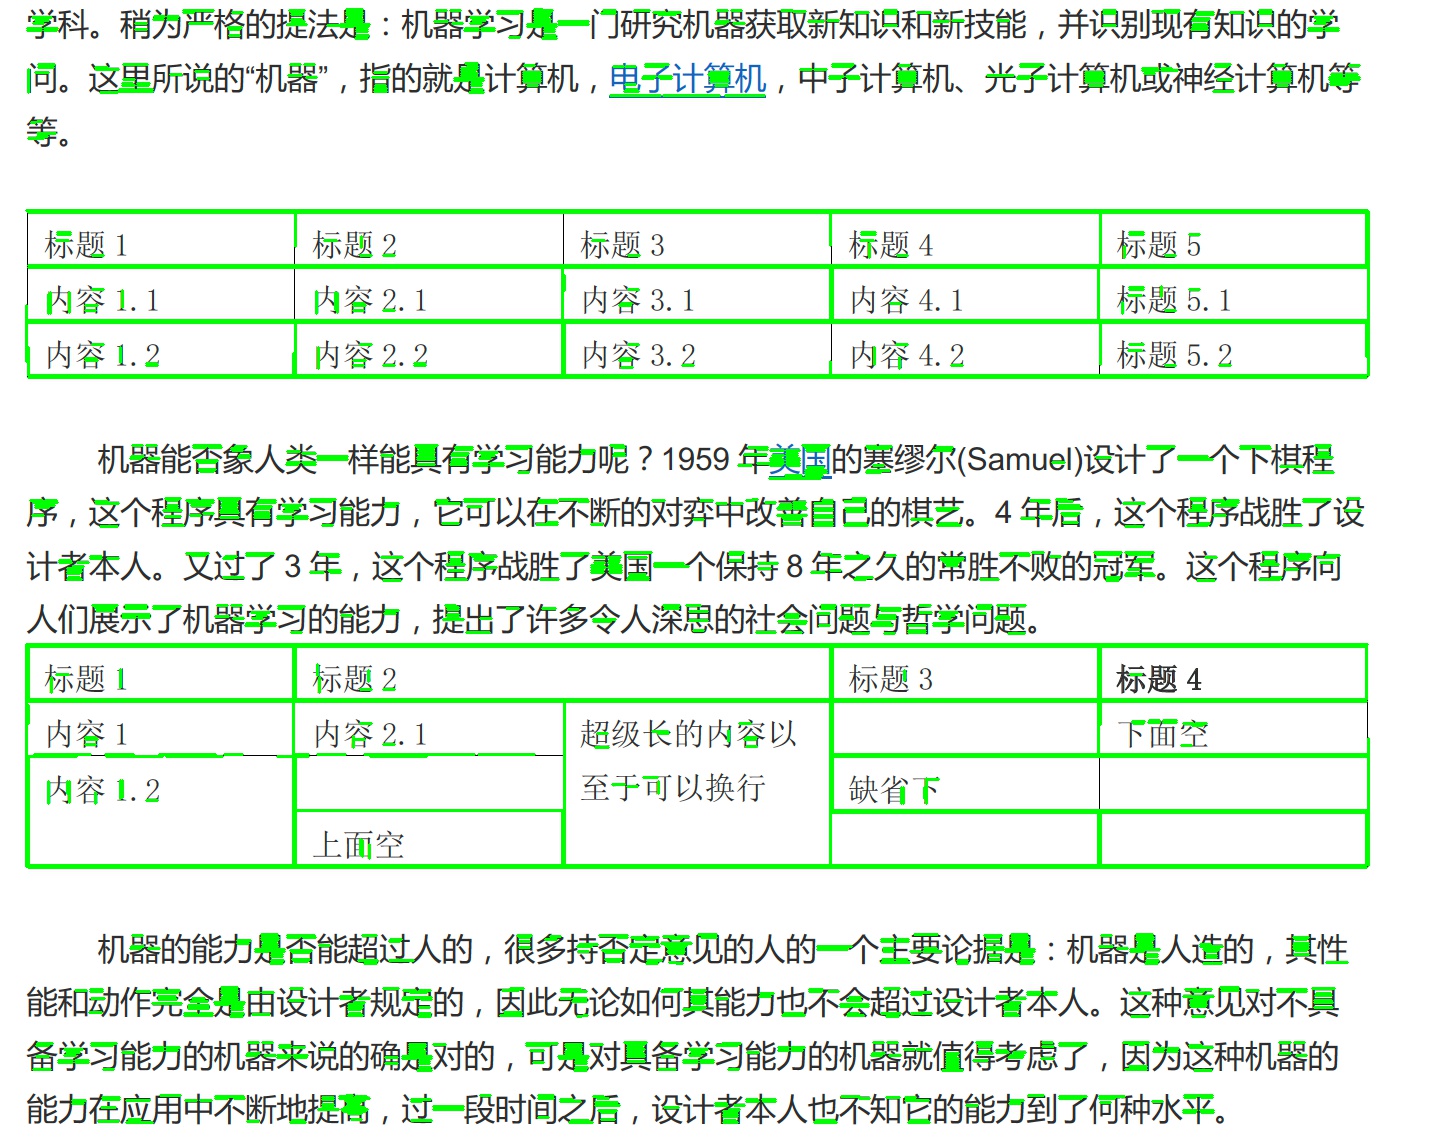 学科。稍为严格的提法是：机器学习是一门研究机器获取新知识和新技能，并识别现有知识的学
问。这里所说的“机器”，指的就是计算机，电子计算机，中子计算机、光子计算机或神经计算机等
等。
标题 1 标题 2 标题 3 标题 4 标题 5
内容 1.1 内容 2.1 内容 3.1 内容 4.1 标题 5.1
内容 1.2 内容 2.2 内容 3.2 内容 4.2 标题 5.2
机器能否象人类一样能具有学习能力呢？1959 年美国的塞缪尔(Samuel)设计了一个下棋程
序，这个程序具有学习能力，它可以在不断的对弈中改善自己的棋艺。4 年后，这个程序战胜了设
计者本人。又过了 3 年，这个程序战胜了美国一个保持 8 年之久的常胜不败的冠军。这个程序向
人们展示了机器学习的能力，提出了许多令人深思的社会问题与哲学问题。
标题 1 标题 2 标题 3 标题 4
内容 1 内容 2.1 超级长的内容以 下面空
内容 1.2 至于可以换行 缺省下
上面空
机器的能力是否能超过人的，很多持否定意见的人的一个主要论据是：机器是人造的，其性
能和动作完全是由设计者规定的，因此无论如何其能力也不会超过设计者本人。这种意见对不具
备学习能力的机器来说的确是对的，可是对具备学习能力的机器就值得考虑了，因为这种机器的
能力在应用中不断地提高，过一段时间之后，设计者本人也不知它的能力到了何种水平。